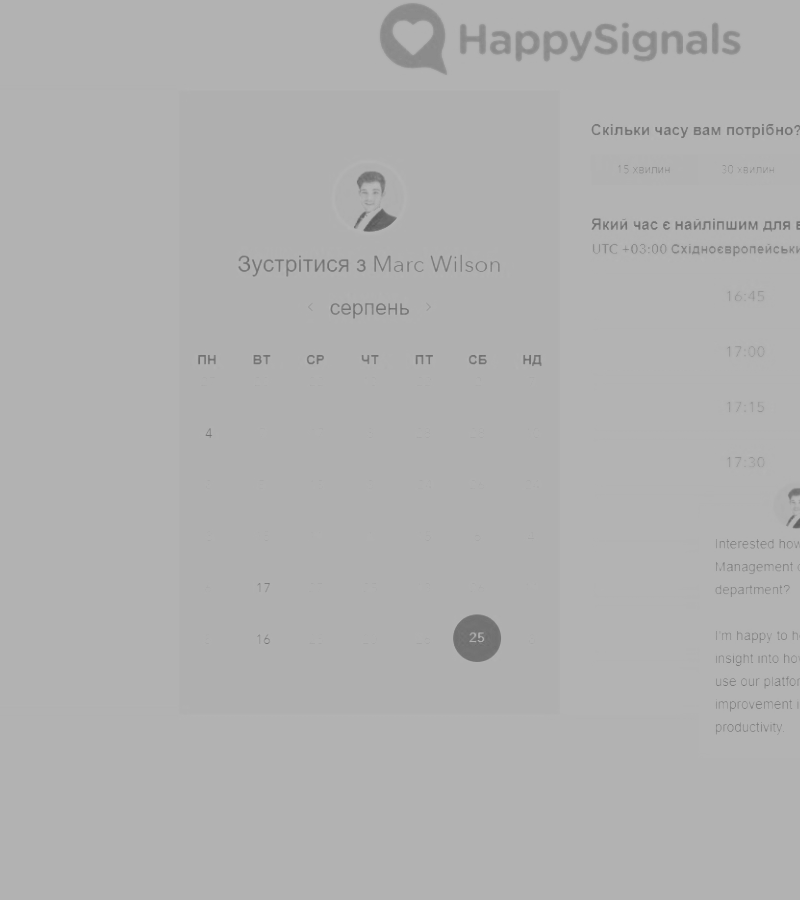 HappySignals
Зустрітися з Marc Wilson
серпень
ПН ВТ СР ЧТ ПТ СБ НД
4
17
16 25
Скільки часу вам потрібно?
15 хвилин 30 хвилин
Який час є найліпшим для в
UTC +03:00 Східноєвропейськи
16:45
17:00
17:15
17:30
Interested how
Management
department?
I'm happy to h
insight into how
use our platfor
improvement i
productivity.